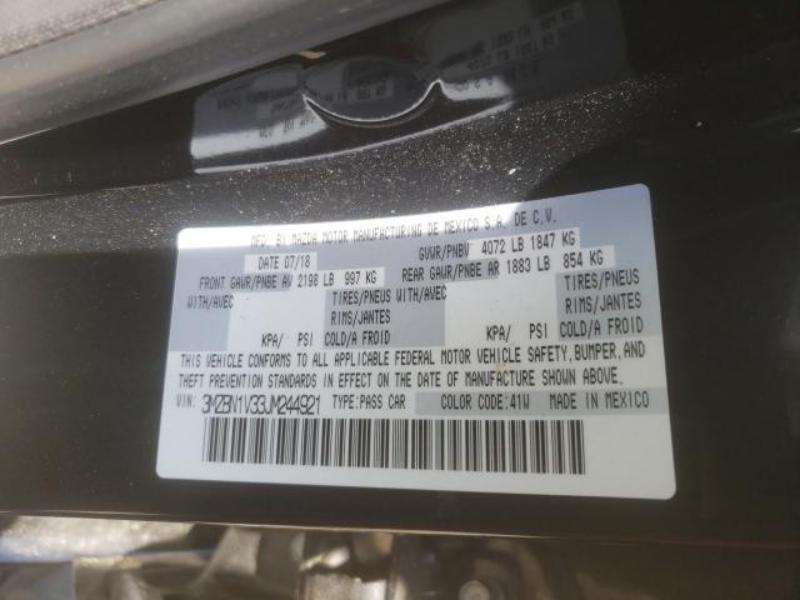 MFD. BY MAZDA MOTOR MANUFACTURING DE MEXICO S.A. DE C.V.
DATE 07/18 GVWR/PNBV 4072 LB 1847 KG
FRONT GAWR/PNBE AV 2198 LB 997 KG REAR GAWR/PNBE AR 1883 LB 854 KG
WITH/AVEC TIRES/PNEUS WITH/AVEC TIRES/PNEUS
RIMS/JANTES RIMS/JANTES
KPA/ PSI COLD/A FROID KPA/ PSI COLD/A FROID
THIS VEHICLE CONFORMS TO ALL APPLICABLE FEDERAL MOTOR VEHICLE SAFETY, BUMPER, AND
THEFT PREVENTION STANDARDS IN EFFECT ON THE DATE OF MANUFACTURE SHOWN ABOVE.
VIN: 3MZBN1V33JM244921 TYPE:PASS CAR COLOR CODE:41W MADE IN MEXICO